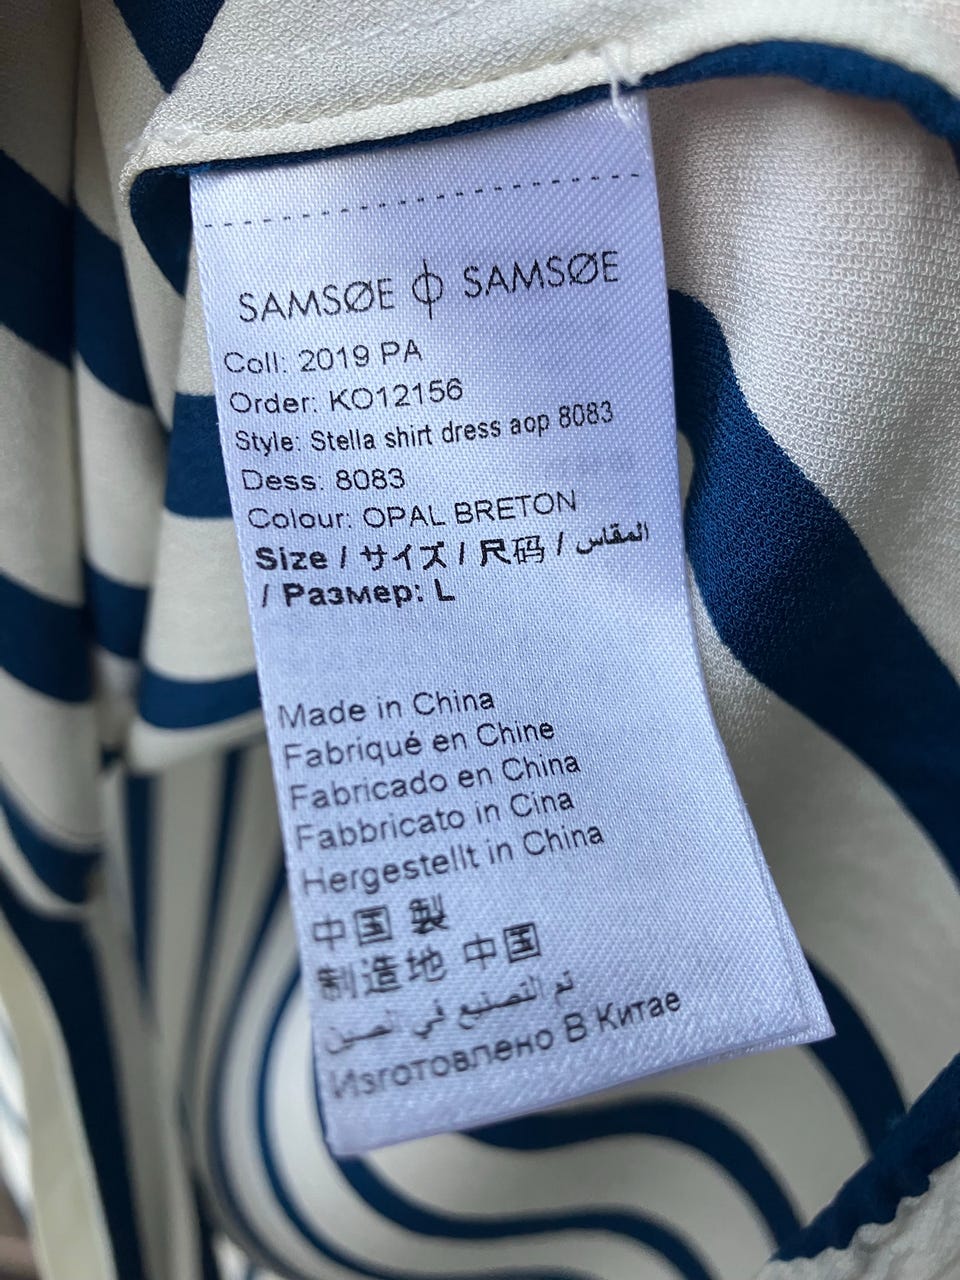 SAMSØE ф SAMSØE
Coll: 2019 PA
Order: KO12156
Style: Stella shirt dress aop 8083
Dess: 8083
Colour: OPAL BRETON
Size / サイズ / 尺码 / المقاس
/ Размер: L
Made in China
Fabriqué en Chine
Fabricado en China
Fabbricato in Cina
Hergestellt in China
中国 製
制造地 中国
تم التصنيع في الصين
Изготовлено В Китае